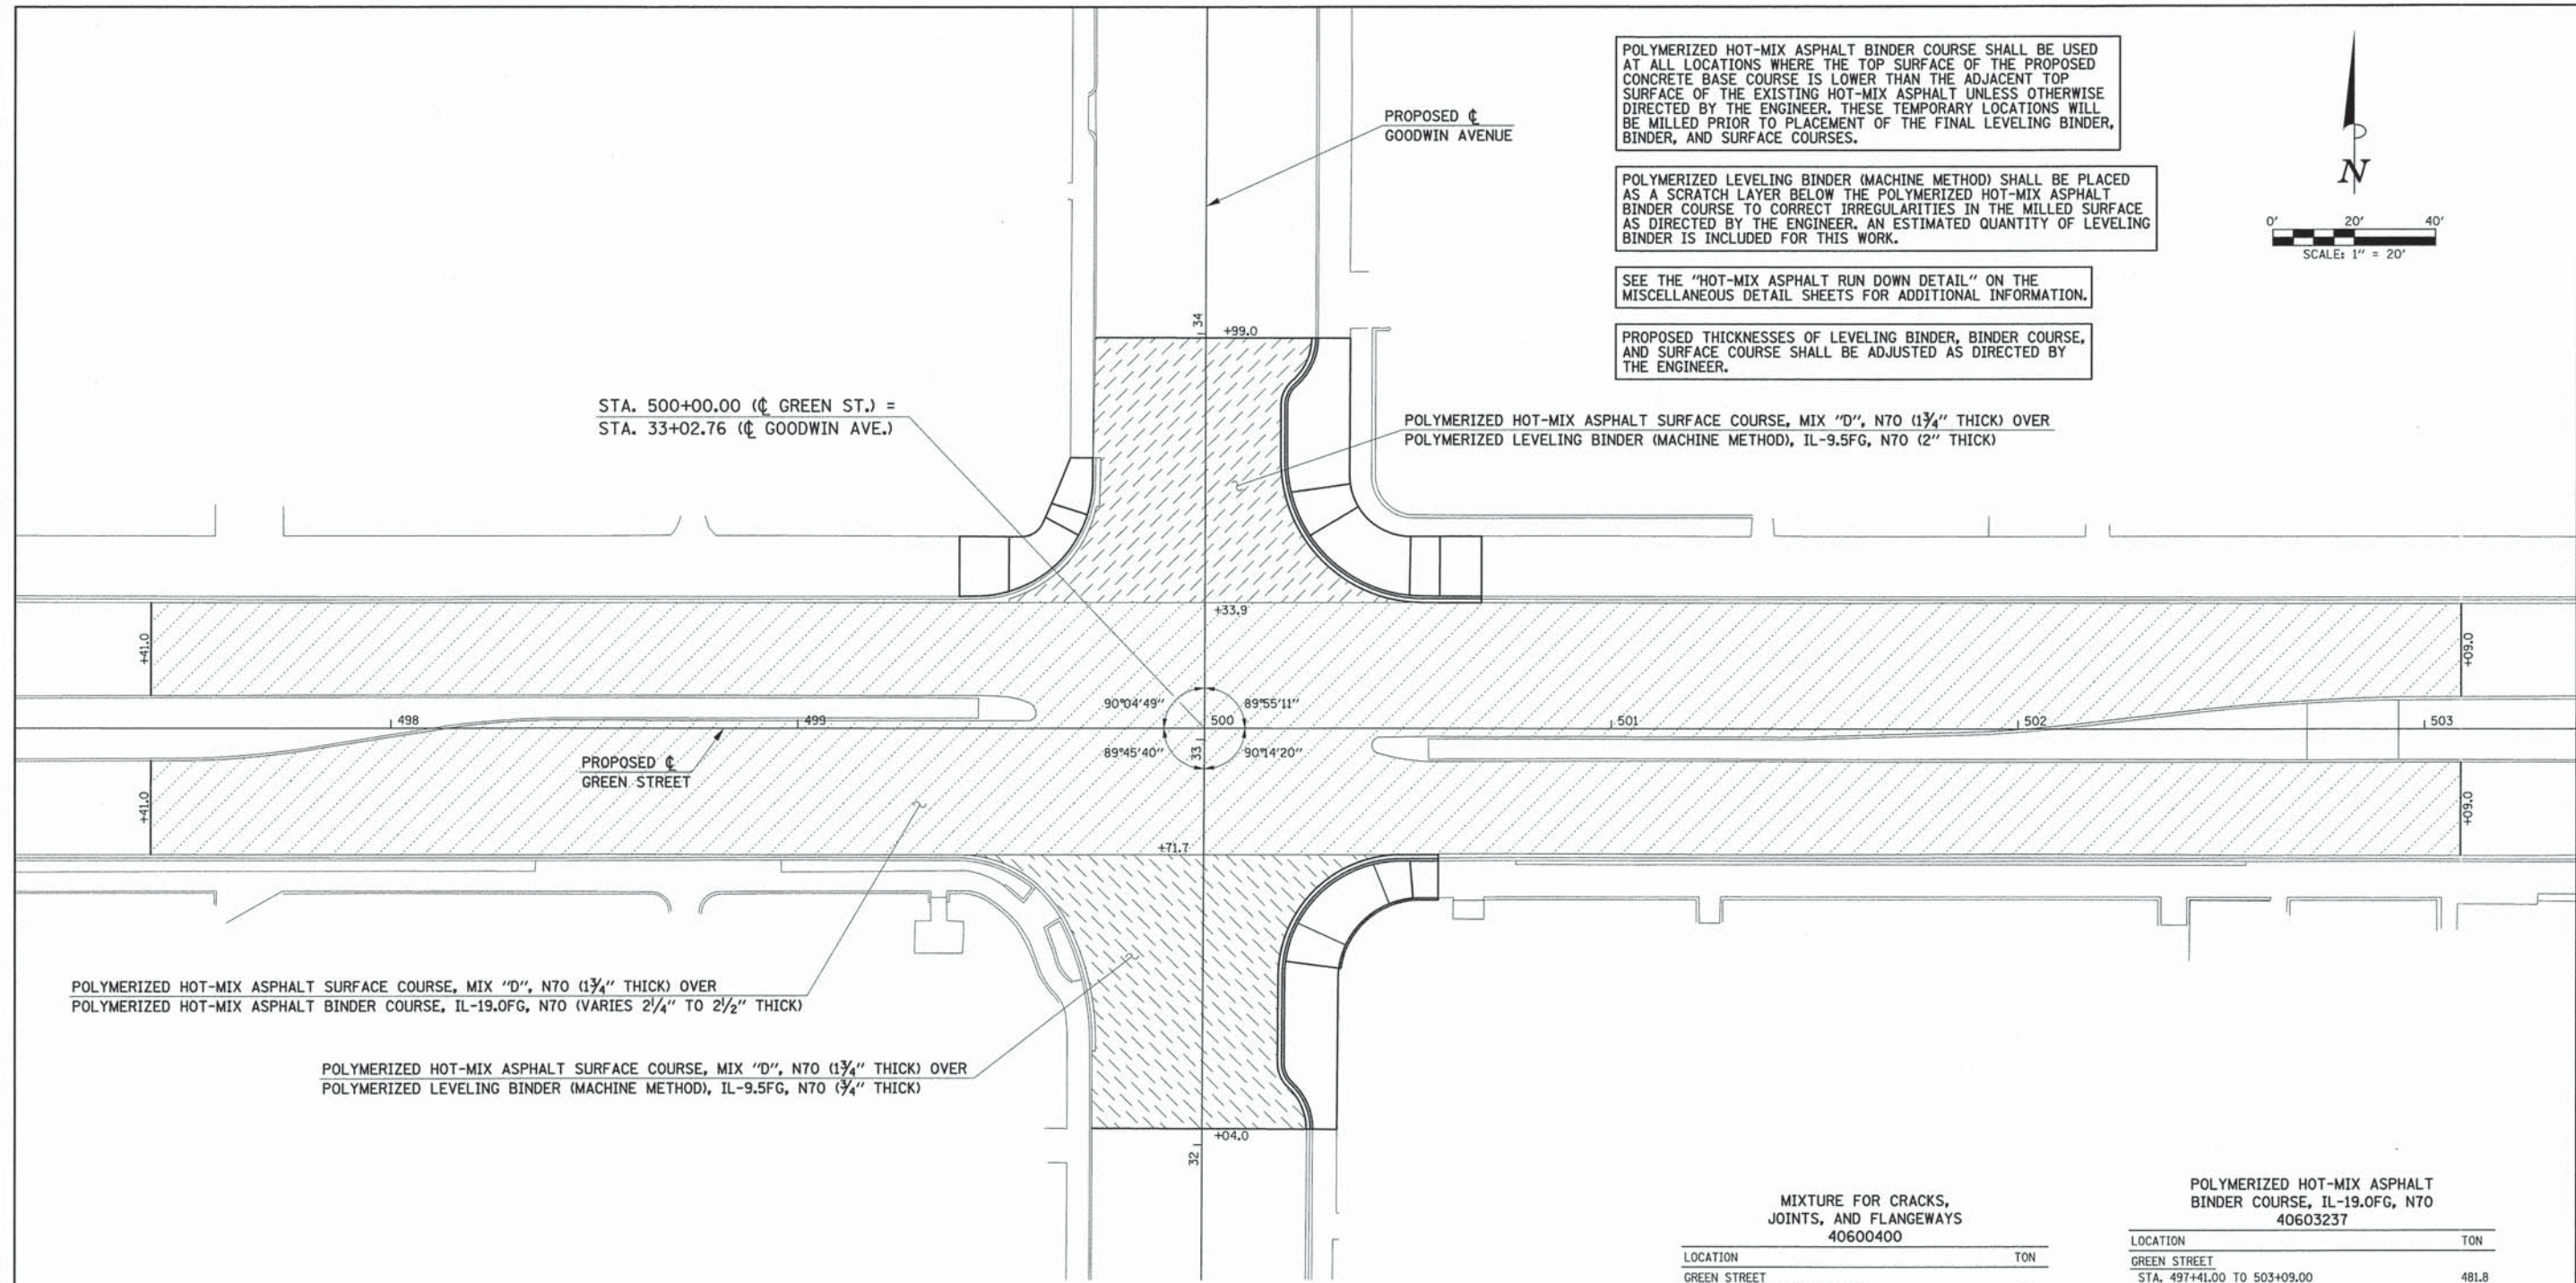 POLYMERIZED HOT-MIX ASPHALT BINDER COURSE SHALL BE USED
AT ALL LOCATIONS WHERE THE TOP SURFACE OF THE PROPOSED
CONCRETE BASE COURSE IS LOWER THAN THE ADJACENT TOP
SURFACE OF THE EXISTING HOT-MIX ASPHALT UNLESS OTHERWISE
DIRECTED BY THE ENGINEER. THESE TEMPORARY LOCATIONS WILL
BE MILLED PRIOR TO PLACEMENT OF THE FINAL LEVELING BINDER,
BINDER, AND SURFACE COURSES.
POLYMERIZED LEVELING BINDER (MACHINE METHOD) SHALL BE PLACED
AS A SCRATCH LAYER BELOW THE POLYMERIZED HOT-MIX ASPHALT
BINDER COURSE TO CORRECT IRREGULARITIES IN THE MILLED SURFACE
AS DIRECTED BY THE ENGINEER. AN ESTIMATED QUANTITY OF LEVELING
BINDER IS INCLUDED FOR THIS WORK.
SEE THE "HOT-MIX ASPHALT RUN DOWN DETAIL" ON THE
MISCELLANEOUS DETAIL SHEETS FOR ADDITIONAL INFORMATION.
PROPOSED THICKNESSES OF LEVELING BINDER, BINDER COURSE,
AND SURFACE COURSE SHALL BE ADJUSTED AS DIRECTED BY
THE ENGINEER.
N
0' 20' 40'
SCALE: 1" = 20'
PROPOSED ℄
GOODWIN AVENUE
34
+99.0
STA. 500+00.00 (℄ GREEN ST.) =
STA. 33+02.76 (℄ GOODWIN AVE.)
POLYMERIZED HOT-MIX ASPHALT SURFACE COURSE, MIX "D", N70 (1¾" THICK) OVER
POLYMERIZED LEVELING BINDER (MACHINE METHOD), IL-9.5FG, N70 (2" THICK)
+33.9
+41.0
+09.0
90°04'49" 89°55'11"
498 499 500 501 502 503
89°45'40" 33 90°14'20"
PROPOSED ℄
GREEN STREET
+41.0
+09.0
+71.7
POLYMERIZED HOT-MIX ASPHALT SURFACE COURSE, MIX "D", N70 (1¾" THICK) OVER
POLYMERIZED HOT-MIX ASPHALT BINDER COURSE, IL-19.0FG, N70 (VARIES 2¼" TO 2½" THICK)
POLYMERIZED HOT-MIX ASPHALT SURFACE COURSE, MIX "D", N70 (1¾" THICK) OVER
POLYMERIZED LEVELING BINDER (MACHINE METHOD), IL-9.5FG, N70 (¾" THICK)
+04.0
32
MIXTURE FOR CRACKS,
JOINTS, AND FLANGEWAYS
40600400
LOCATION TON
GREEN STREET
POLYMERIZED HOT-MIX ASPHALT
BINDER COURSE, IL-19.0FG, N70
40603237
LOCATION TON
GREEN STREET
STA. 497+41.00 TO 503+09.00 481.8